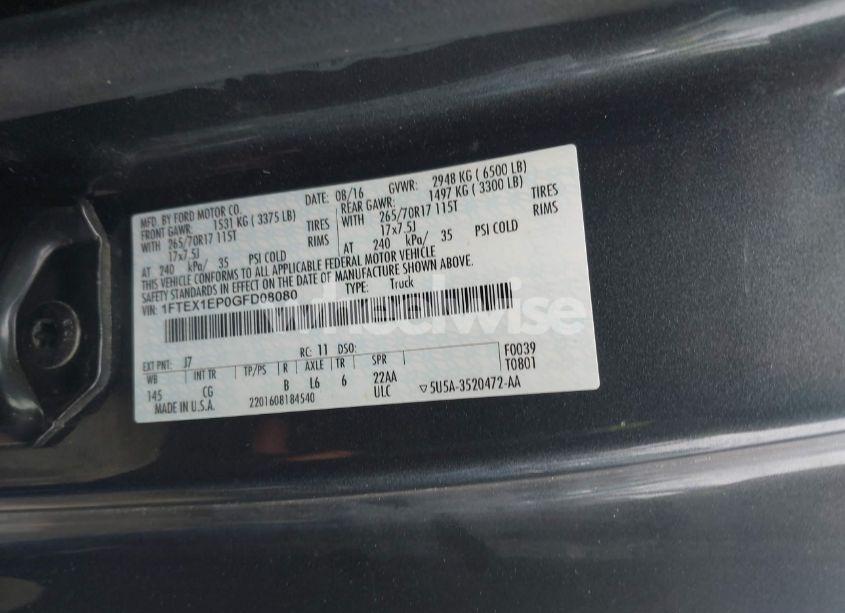 MFD. BY FORD MOTOR CO. DATE: 08/16 GVWR: 2948 KG ( 6500 LB)
FRONT GAWR: 1531 KG ( 3375 LB) REAR GAWR: 1497 KG ( 3300 LB)
WITH 265/70R17 115T TIRES WITH 265/70R17 115T TIRES
17x7.5J RIMS 17x7.5J RIMS
AT 240 kPa/ 35 PSI COLD AT 240 kPa/ 35 PSI COLD
THIS VEHICLE CONFORMS TO ALL APPLICABLE FEDERAL MOTOR VEHICLE
SAFETY STANDARDS IN EFFECT ON THE DATE OF MANUFACTURE SHOWN ABOVE.
VIN: 1FTEX1EP0GFD08080 TYPE: Truck
wheelwise
EXT PNT: J7 RC: 11 DSO: F0039
WB INT TR TP/PS R AXLE TR SPR T0801
145 CG B L6 6 22AA
MADE IN U.S.A. 2201608184540 ULC ▽5U5A-3520472-AA